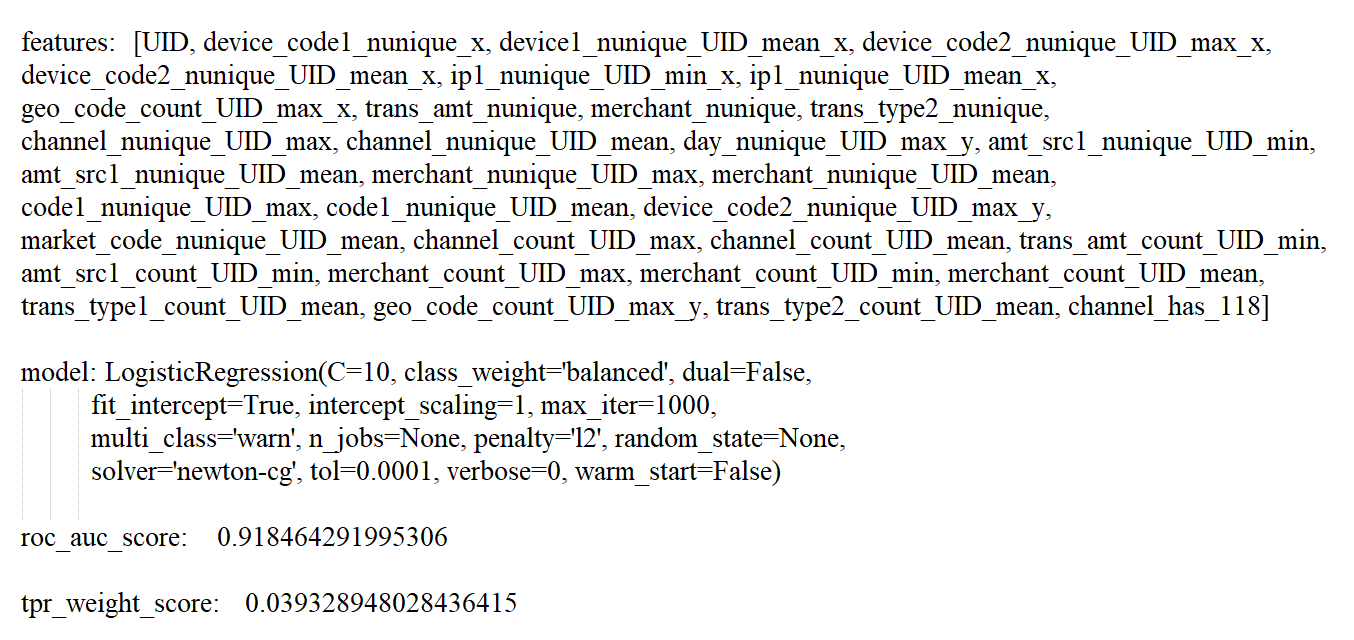 features: [UID, device_code1_nunique_x, device1_nunique_UID_mean_x, device_code2_nunique_UID_max_x,
device_code2_nunique_UID_mean_x, ip1_nunique_UID_min_x, ip1_nunique_UID_mean_x,
geo_code_count_UID_max_x, trans_amt_nunique, merchant_nunique, trans_type2_nunique,
channel_nunique_UID_max, channel_nunique_UID_mean, day_nunique_UID_max_y, amt_src1_nunique_UID_min,
amt_src1_nunique_UID_mean, merchant_nunique_UID_max, merchant_nunique_UID_mean,
code1_nunique_UID_max, code1_nunique_UID_mean, device_code2_nunique_UID_max_y,
market_code_nunique_UID_mean, channel_count_UID_max, channel_count_UID_mean, trans_amt_count_UID_min,
amt_src1_count_UID_min, merchant_count_UID_max, merchant_count_UID_min, merchant_count_UID_mean,
trans_type1_count_UID_mean, geo_code_count_UID_max_y, trans_type2_count_UID_mean, channel_has_118]
model: LogisticRegression(C=10, class_weight='balanced', dual=False,
fit_intercept=True, intercept_scaling=1, max_iter=1000,
multi_class='warn', n_jobs=None, penalty='l2', random_state=None,
solver='newton-cg', tol=0.0001, verbose=0, warm_start=False)
roc_auc_score: 0.918464291995306
tpr_weight_score: 0.039328948028436415